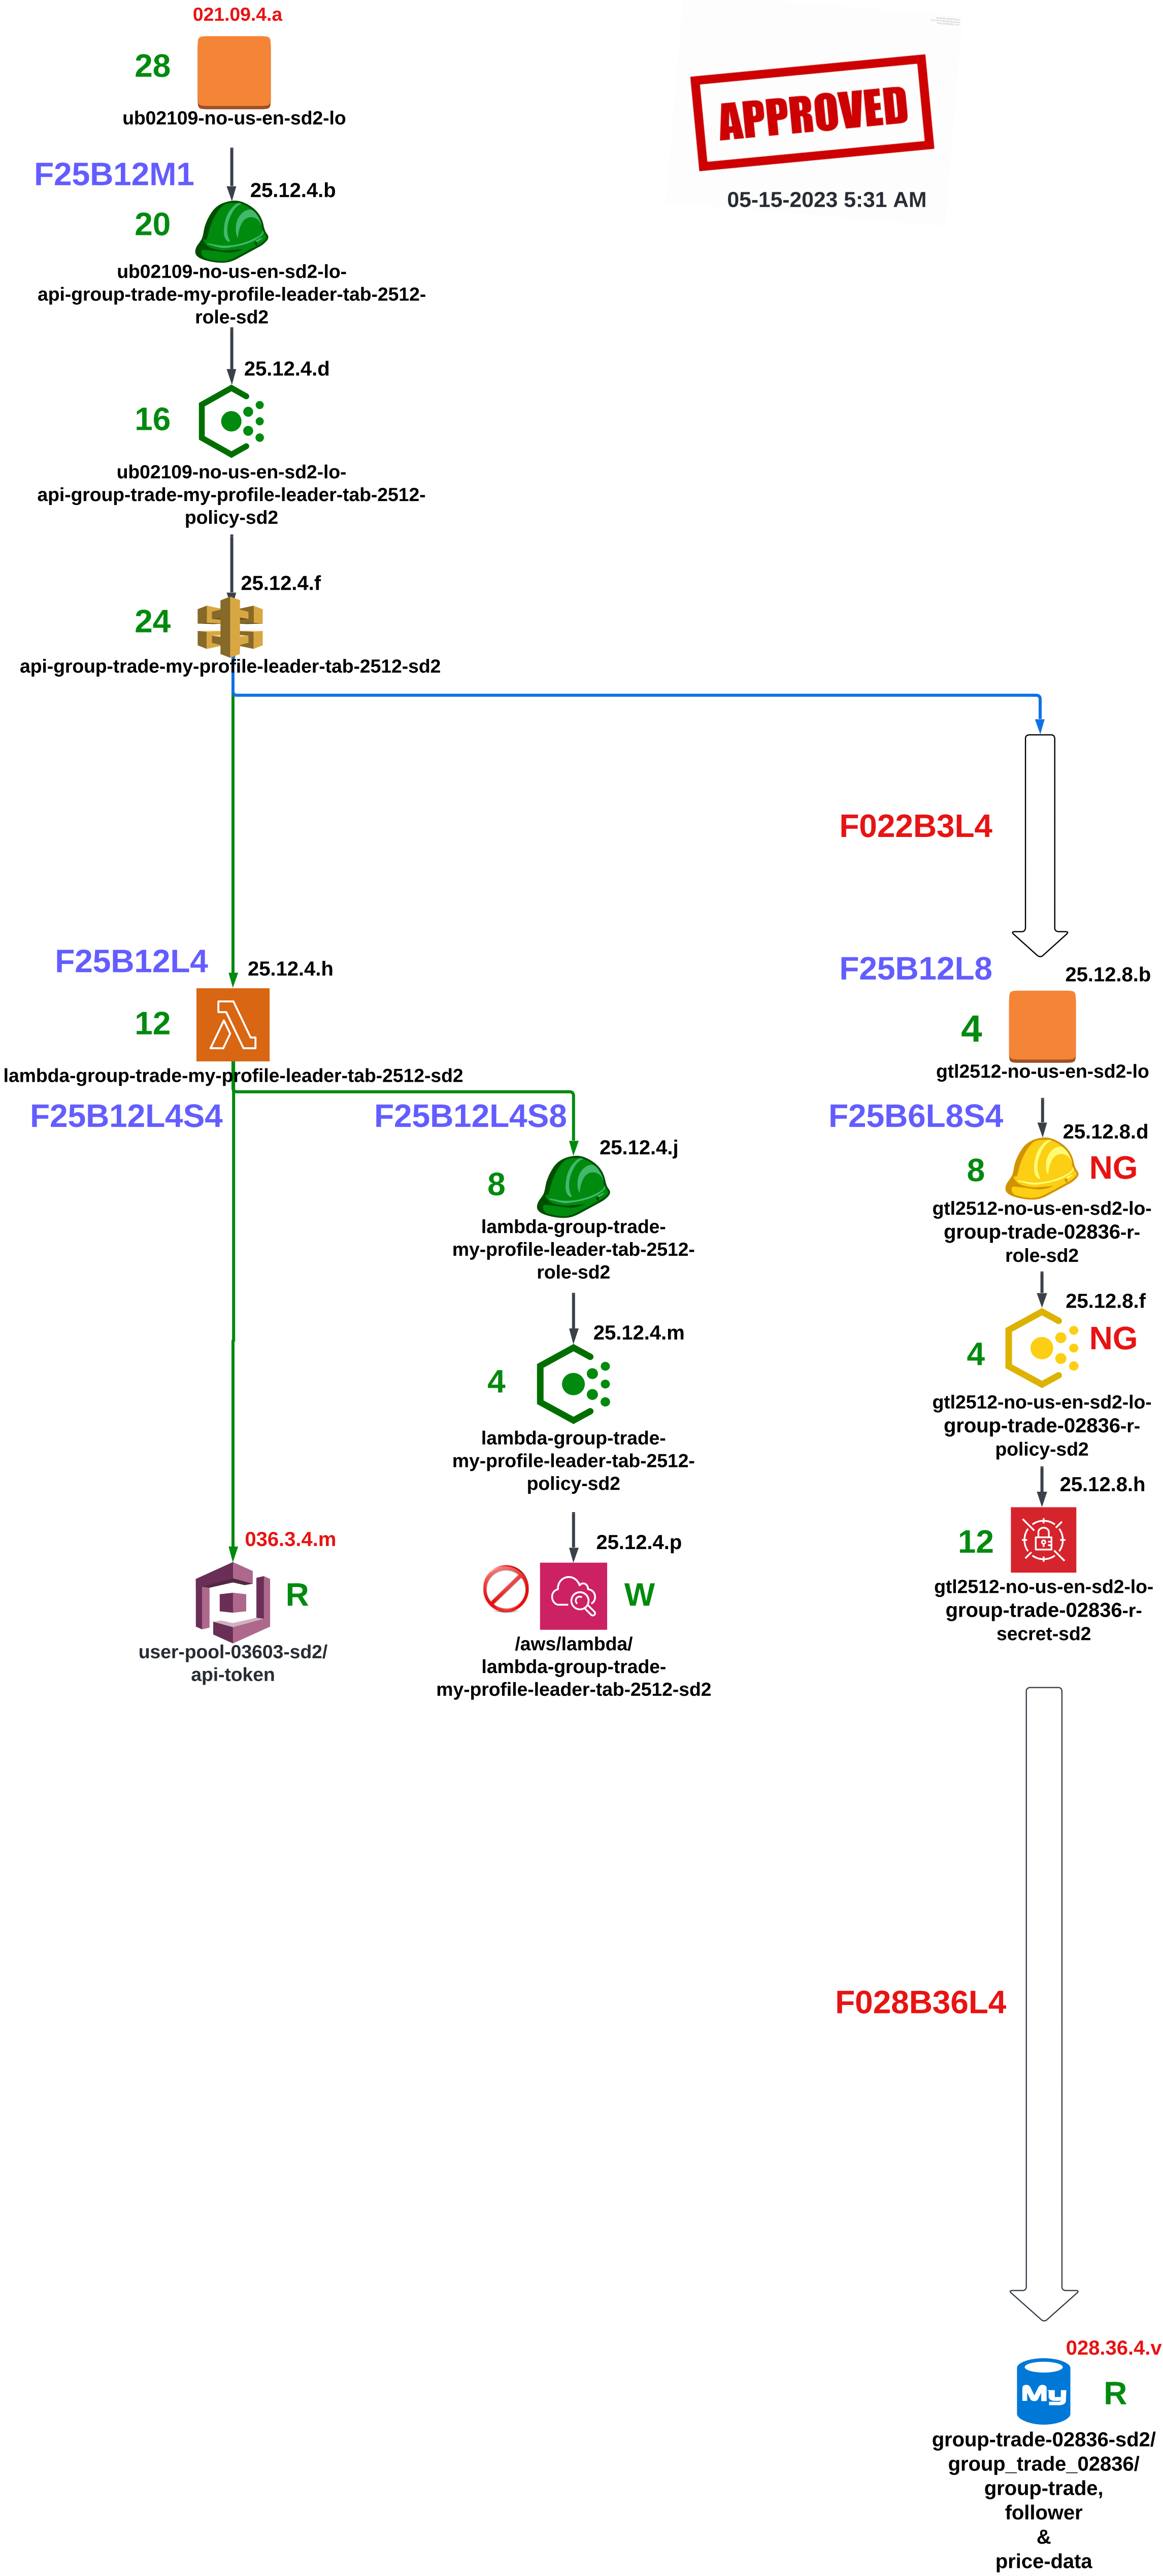 021.09.4.a
28
ub02109-no-us-en-sd2-lo
APPROVED
05-15-2023 5:31 AM
F25B12M1
25.12.4.b
20
ub02109-no-us-en-sd2-lo-
api-group-trade-my-profile-leader-tab-2512-
role-sd2
25.12.4.d
16
ub02109-no-us-en-sd2-lo-
api-group-trade-my-profile-leader-tab-2512-
policy-sd2
25.12.4.f
24
api-group-trade-my-profile-leader-tab-2512-sd2
F25B12L4
25.12.4.h
12
lambda-group-trade-my-profile-leader-tab-2512-sd2
F25B12L4S4
036.3.4.m
R
user-pool-03603-sd2/
api-token
F25B12L4S8
25.12.4.j
8
lambda-group-trade-
my-profile-leader-tab-2512-
role-sd2
25.12.4.m
4
lambda-group-trade-
my-profile-leader-tab-2512-
policy-sd2
25.12.4.p
W
/aws/lambda/
lambda-group-trade-
my-profile-leader-tab-2512-sd2
F022B3L4
F25B12L8
25.12.8.b
4
gtl2512-no-us-en-sd2-lo
F25B6L8S4
25.12.8.d
8
NG
gtl2512-no-us-en-sd2-lo-
group-trade-02836-r-
role-sd2
25.12.8.f
NG
4
gtl2512-no-us-en-sd2-lo-
group-trade-02836-r-
policy-sd2
25.12.8.h
12
gtl2512-no-us-en-sd2-lo-
group-trade-02836-r-
secret-sd2
F028B36L4
028.36.4.v
My
R
group-trade-02836-sd2/
group_trade_02836/
group-trade,
follower
&
price-data